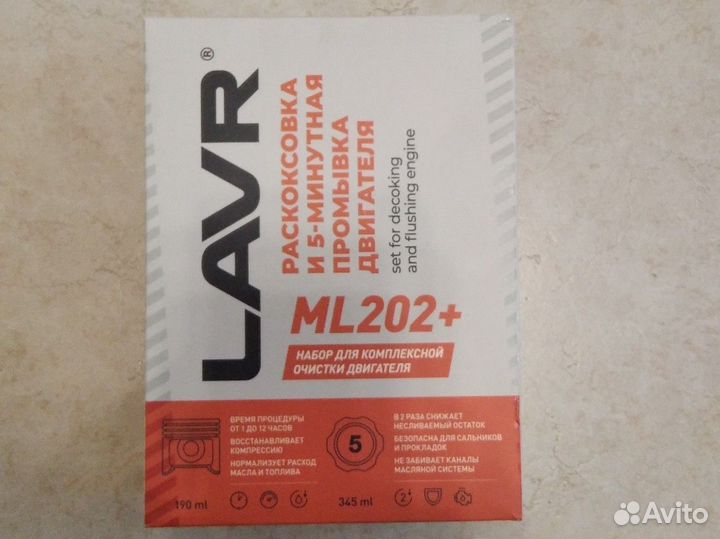 LAVR®
РАСКОКСОВКА
И 5-МИНУТНАЯ
ПРОМЫВКА
ДВИГАТЕЛЯ
set for decoking
and flushing engine
ML202+
НАБОР ДЛЯ КОМПЛЕКСНОЙ
ОЧИСТКИ ДВИГАТЕЛЯ
ВРЕМЯ ПРОЦЕДУРЫ
ОТ 1 ДО 12 ЧАСОВ
ВОССТАНАВЛИВАЕТ
КОМПРЕССИЮ
НОРМАЛИЗУЕТ РАСХОД
МАСЛА И ТОПЛИВА
190 ml
5
В 2 РАЗА СНИЖАЕТ
НЕСЛИВАЕМЫЙ ОСТАТОК
БЕЗОПАСНА ДЛЯ САЛЬНИКОВ
И ПРОКЛАДОК
НЕ ЗАБИВАЕТ КАНАЛЫ
МАСЛЯНОЙ СИСТЕМЫ
345 ml
2
Avito